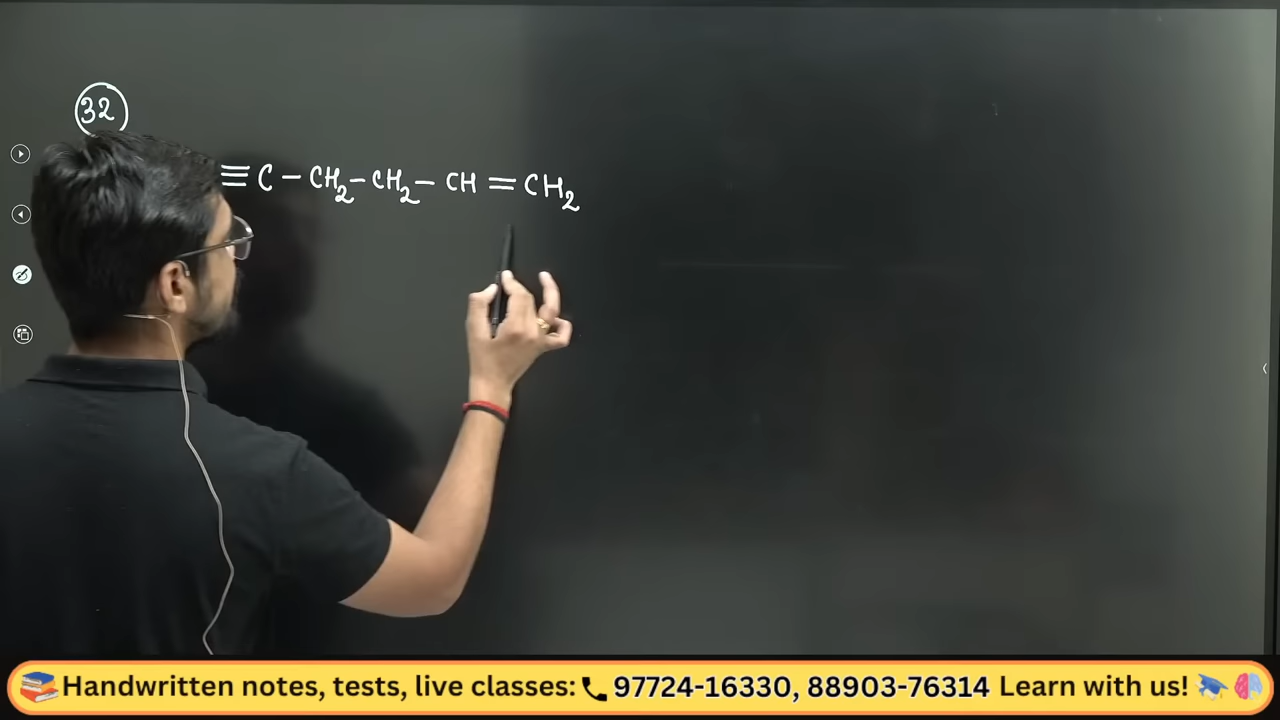 32
≡ C – CH₂ – CH₂ – CH = CH₂
Handwritten notes, tests, live classes: 97724-16330, 88903-76314 Learn with us!